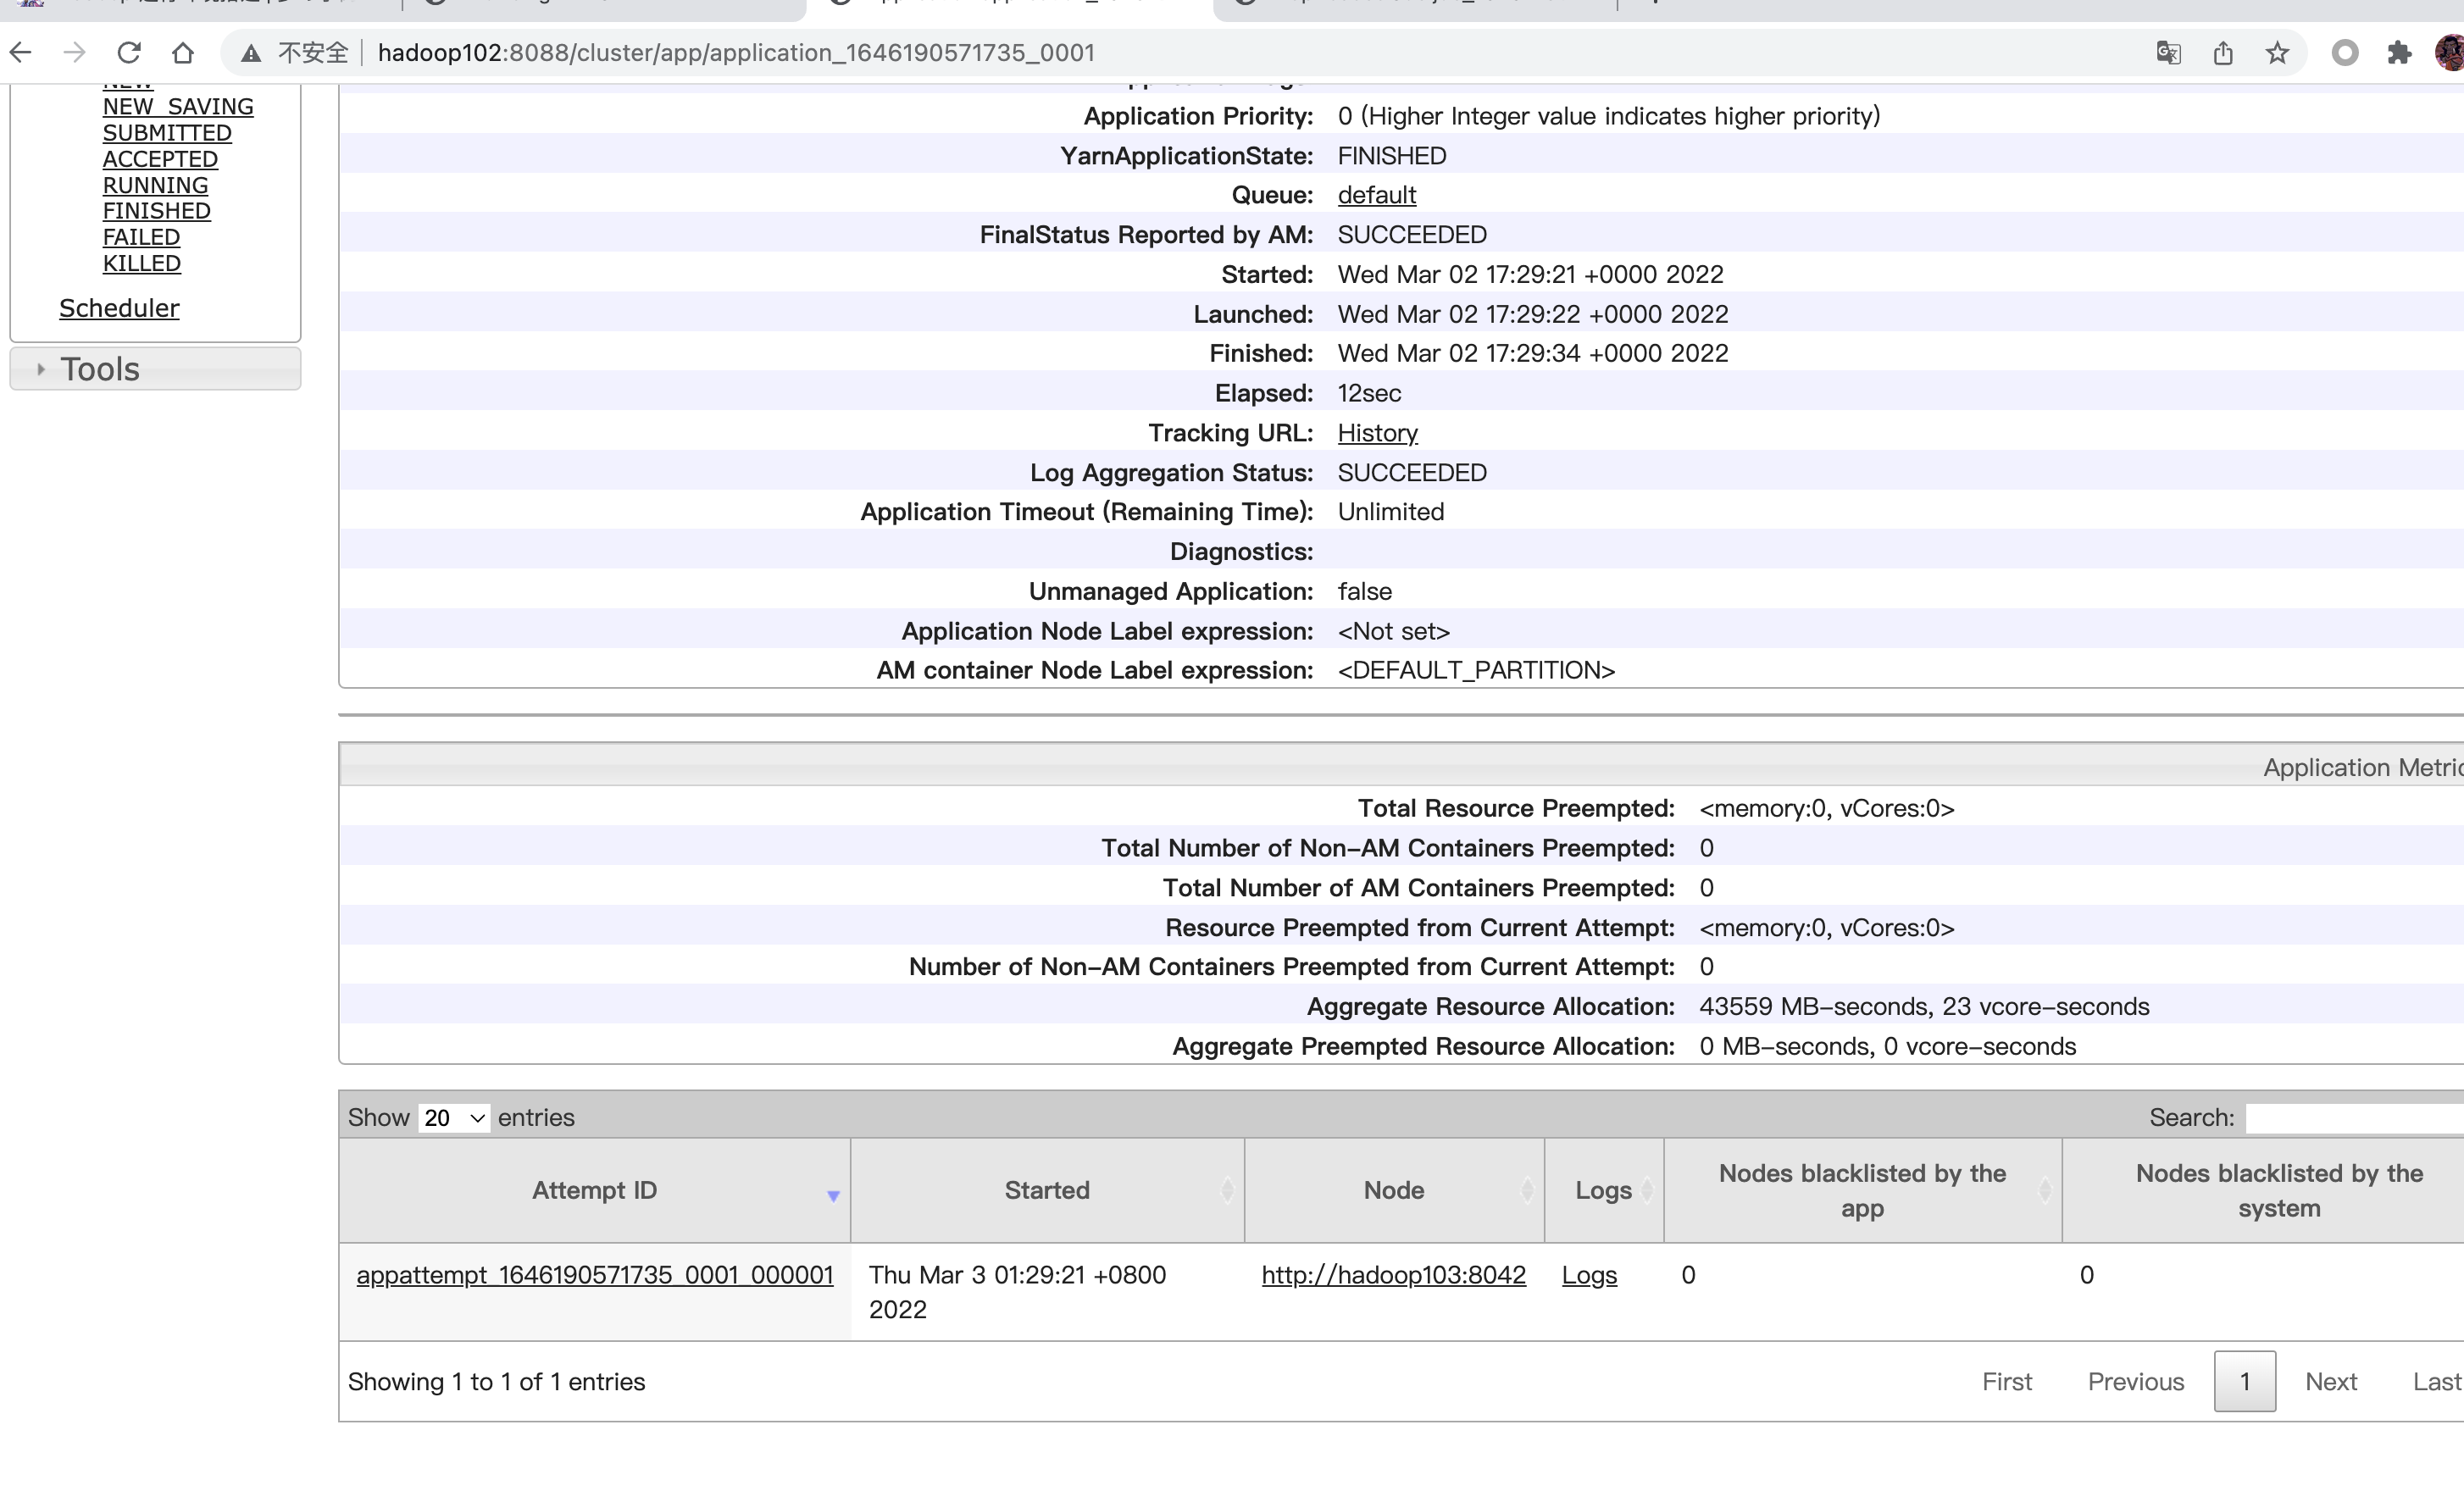 不安全 hadoop102:8088/cluster/app/application_1646190571735_0001
NEW
NEW_SAVING
SUBMITTED
ACCEPTED
RUNNING
FINISHED
FAILED
KILLED
Scheduler
Tools
Application Priority: 0 (Higher Integer value indicates higher priority)
YarnApplicationState: FINISHED
Queue: default
FinalStatus Reported by AM: SUCCEEDED
Started: Wed Mar 02 17:29:21 +0000 2022
Launched: Wed Mar 02 17:29:22 +0000 2022
Finished: Wed Mar 02 17:29:34 +0000 2022
Elapsed: 12sec
Tracking URL: History
Log Aggregation Status: SUCCEEDED
Application Timeout (Remaining Time): Unlimited
Diagnostics:
Unmanaged Application: false
Application Node Label expression: <Not set>
AM container Node Label expression: <DEFAULT_PARTITION>
Application Metric
Total Resource Preempted: <memory:0, vCores:0>
Total Number of Non-AM Containers Preempted: 0
Total Number of AM Containers Preempted: 0
Resource Preempted from Current Attempt: <memory:0, vCores:0>
Number of Non-AM Containers Preempted from Current Attempt: 0
Aggregate Resource Allocation: 43559 MB-seconds, 23 vcore-seconds
Aggregate Preempted Resource Allocation: 0 MB-seconds, 0 vcore-seconds
Show 20 entries Search:
Attempt ID Started Node Logs Nodes blacklisted by the app Nodes blacklisted by the system
appattempt_1646190571735_0001_000001 Thu Mar 3 01:29:21 +0800 2022 http://hadoop103:8042 Logs 0 0
Showing 1 to 1 of 1 entries First Previous 1 Next Last